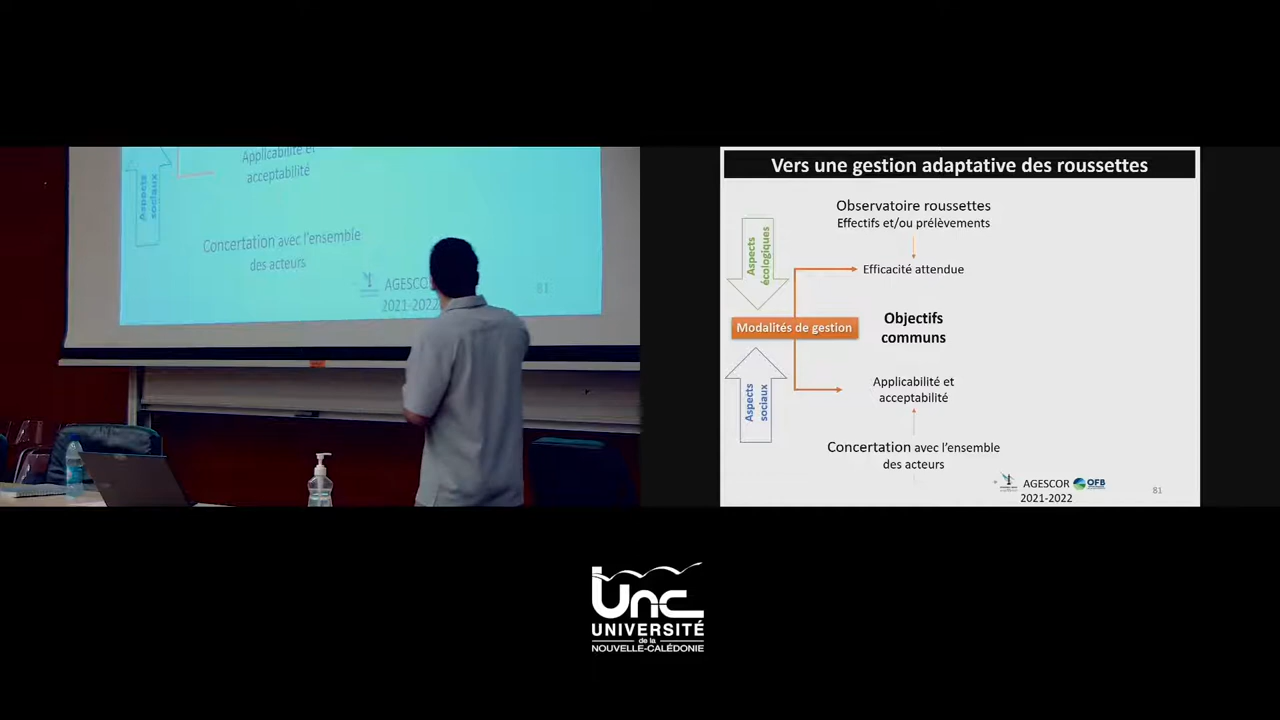 Applicabilité et
acceptabilité
Aspects
sociaux
Concertation avec l'ensemble
des acteurs
AGESCO
2021-2022
81
Vers une gestion adaptative des roussettes
Observatoire roussettes
Effectifs et/ou prélèvements
Aspects
écologiques
Efficacité attendue
Modalités de gestion
Objectifs
communs
Aspects
sociaux
Applicabilité et
acceptabilité
Concertation avec l'ensemble
des acteurs
AGESCOR OFB
2021-2022
81
unc
UNIVERSITÉ
de la
NOUVELLE-CALÉDONIE